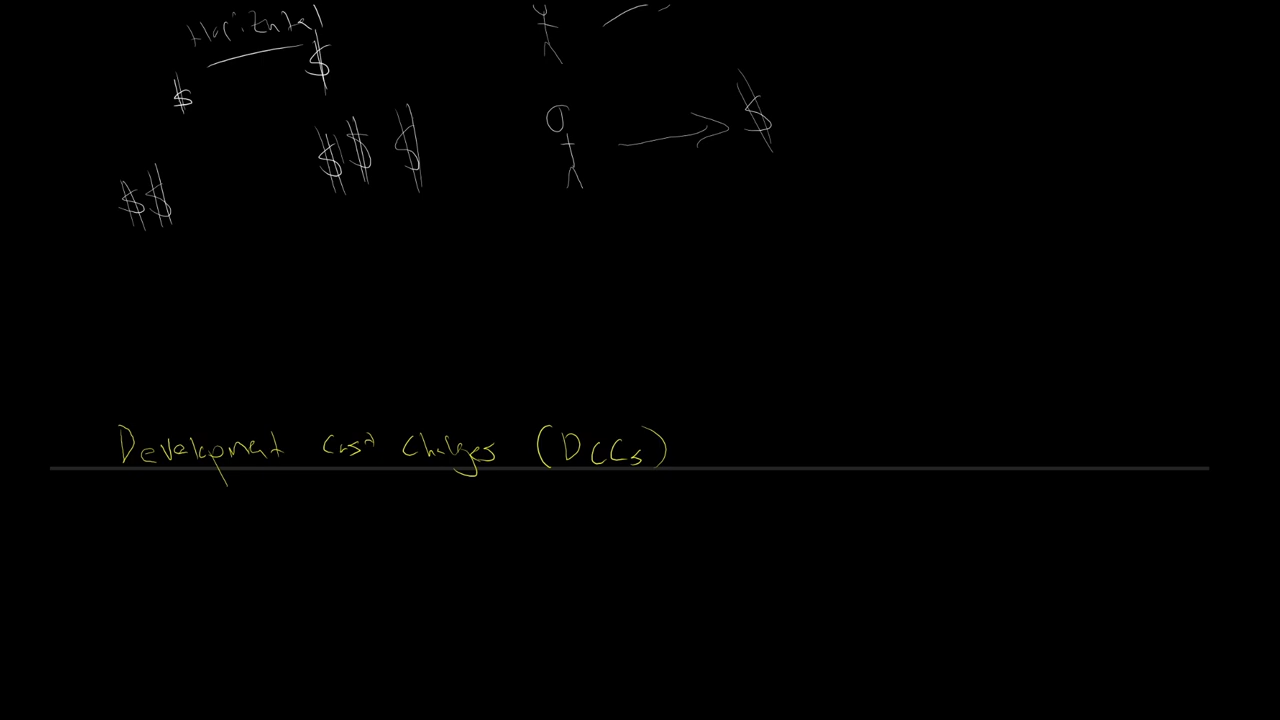 Horizontal
$ $
$$ $$ $ $
Development cost charges (DCCs)